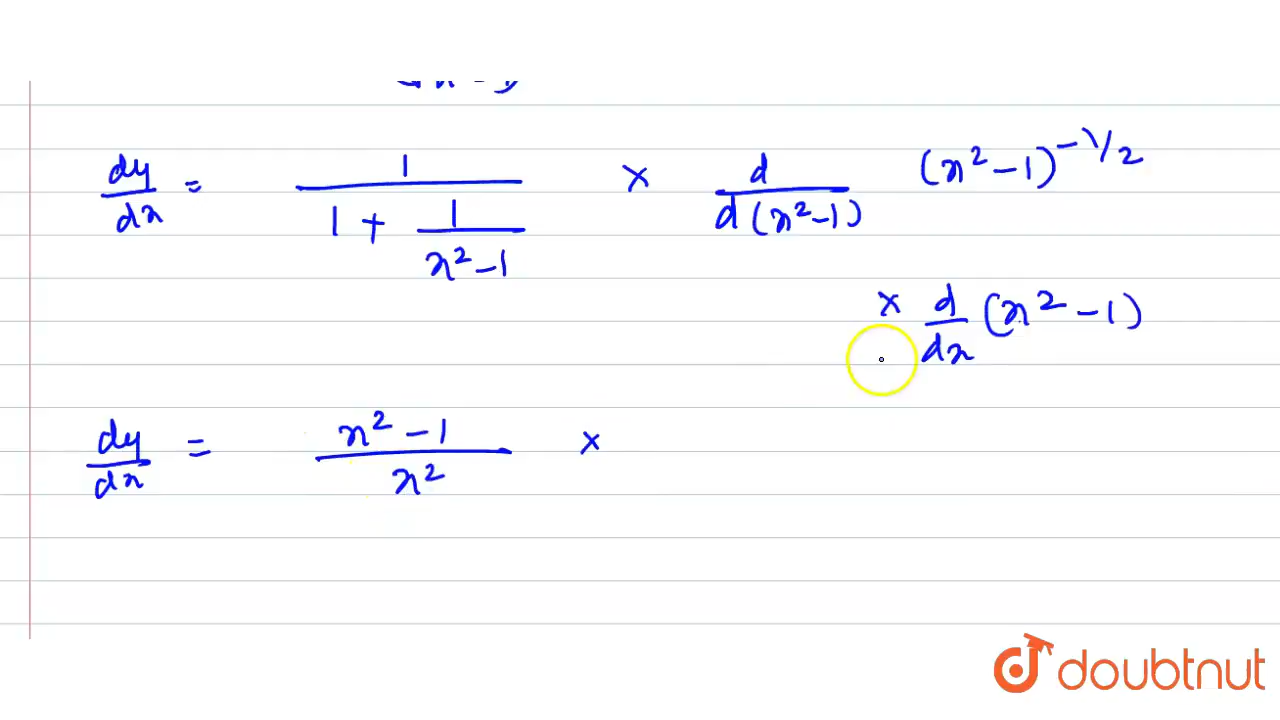 dy/dx = 1/(1 + 1/(x² - 1)) × d/d(x² - 1) (x² - 1)^(-1/2)
× d/dx (x² - 1)
dy/dx = (x² - 1)/x² ×
doubtnut